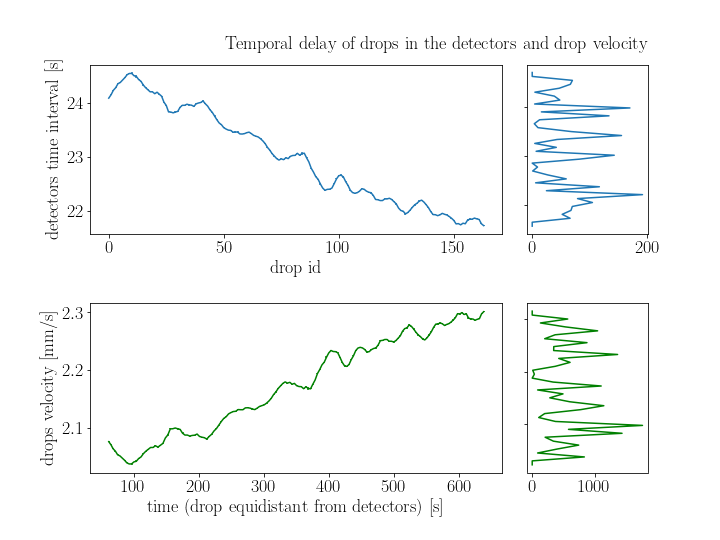 Temporal delay of drops in the detectors and drop velocity
detectors time interval [s]
24
23
22
0 50 100 150
drop id
0 200
drops velocity [mm/s]
2.3
2.2
2.1
100 200 300 400 500 600
time (drop equidistant from detectors) [s]
0 1000